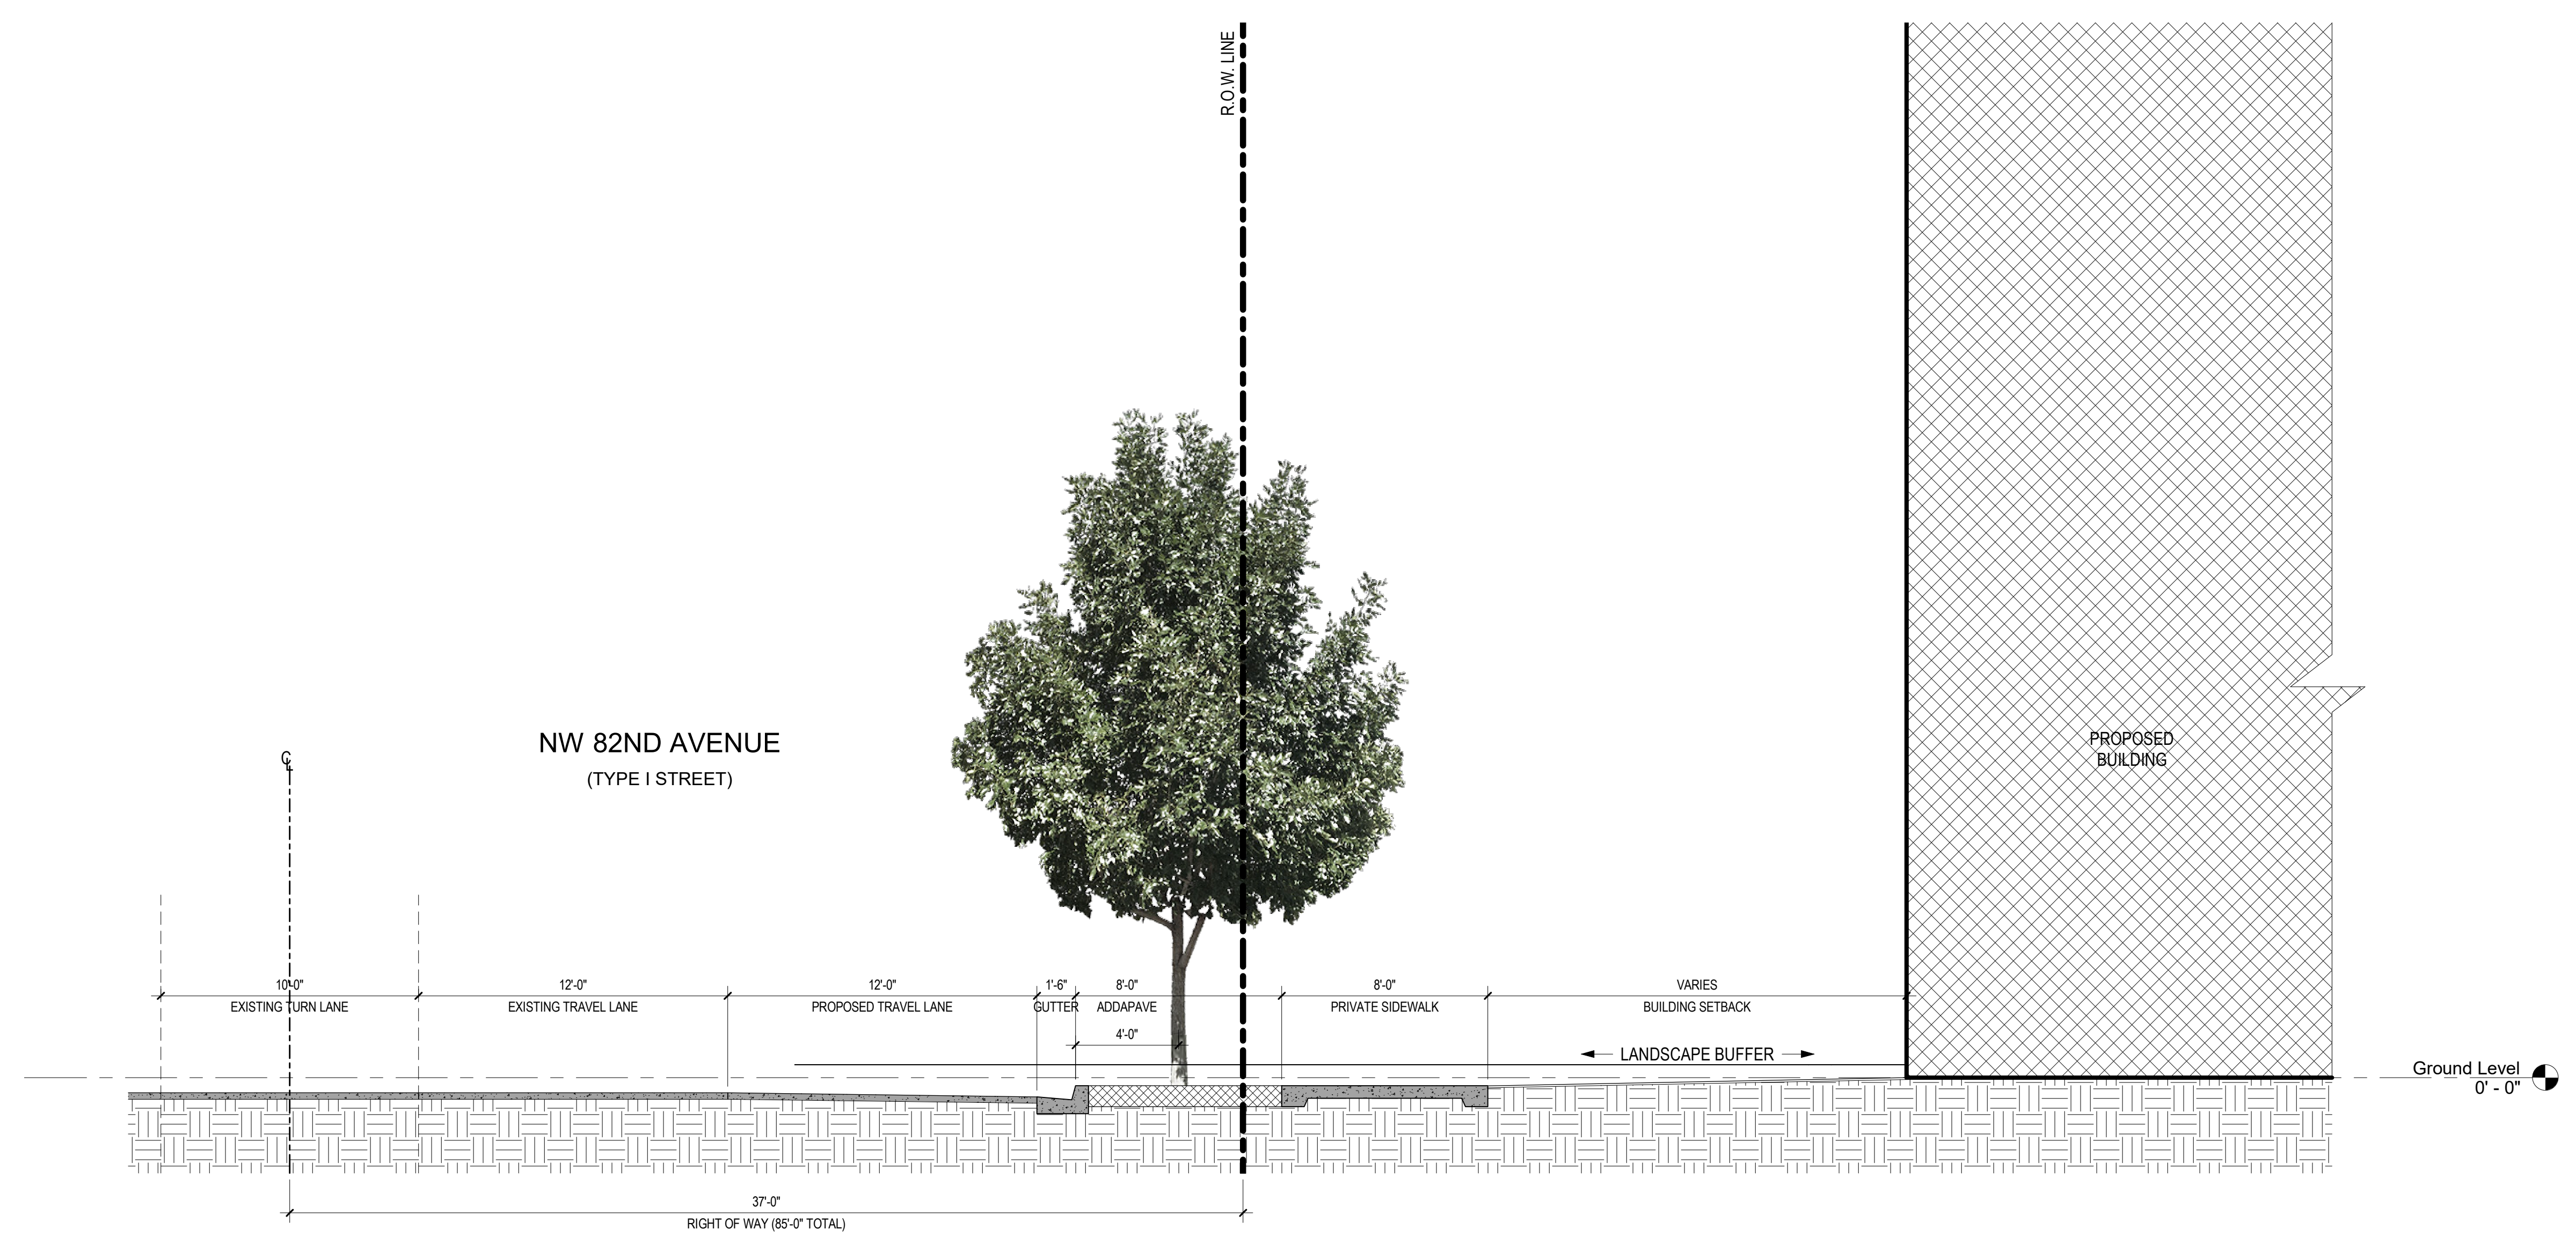 R.O.W. LINE
NW 82ND AVENUE
(TYPE I STREET)
PROPOSED
BUILDING
CL
10'-0"
EXISTING TURN LANE
12'-0"
EXISTING TRAVEL LANE
12'-0"
PROPOSED TRAVEL LANE
1'-6"
GUTTER
8'-0"
ADDAPAVE
4'-0"
8'-0"
PRIVATE SIDEWALK
VARIES
BUILDING SETBACK
LANDSCAPE BUFFER
Ground Level
0' - 0"
37'-0"
RIGHT OF WAY (85'-0" TOTAL)